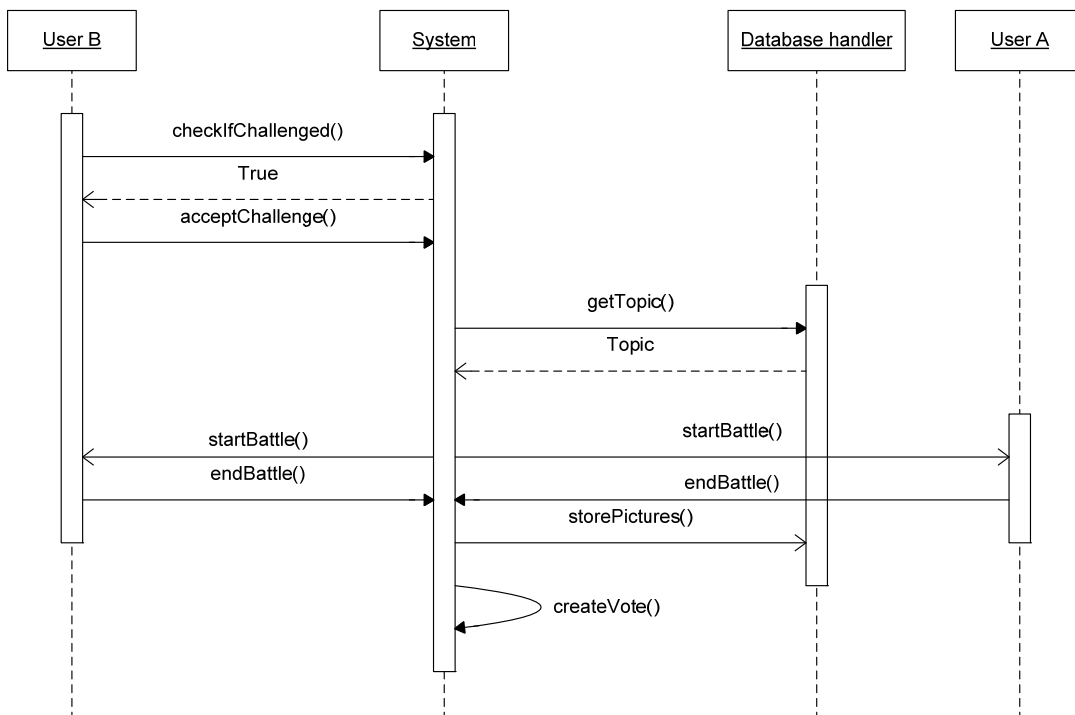 User B
System
Database handler
User A
checkIfChallenged()
True
acceptChallenge()
getTopic()
Topic
startBattle()
startBattle()
endBattle()
endBattle()
storePictures()
createVote()